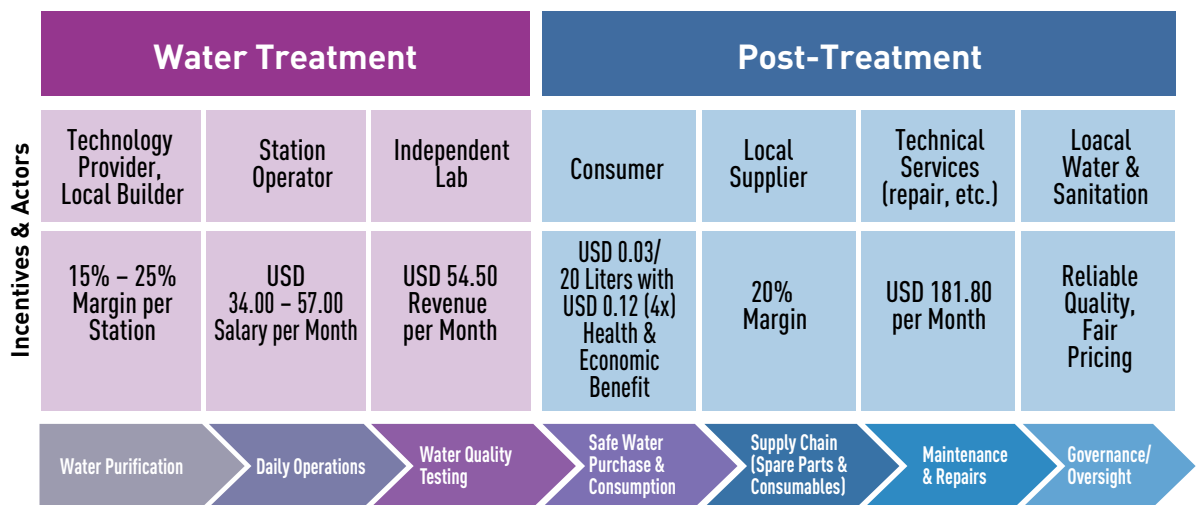 Water Treatment
Post-Treatment
Incentives & Actors
Technology
Provider,
Local Builder
Station
Operator
Independent
Lab
Consumer
Local
Supplier
Technical
Services
(repair, etc.)
Loacal
Water &
Sanitation
15% – 25%
Margin per
Station
USD
34.00 – 57.00
Salary per Month
USD 54.50
Revenue
per Month
USD 0.03/
20 Liters with
USD 0.12 (4x)
Health &
Economic
Benefit
20%
Margin
USD 181.80
per Month
Reliable
Quality,
Fair
Pricing
Water Purification
Daily Operations
Water Quality
Testing
Safe Water
Purchase &
Consumption
Supply Chain
(Spare Parts &
Consumables)
Maintenance
& Repairs
Governance/
Oversight